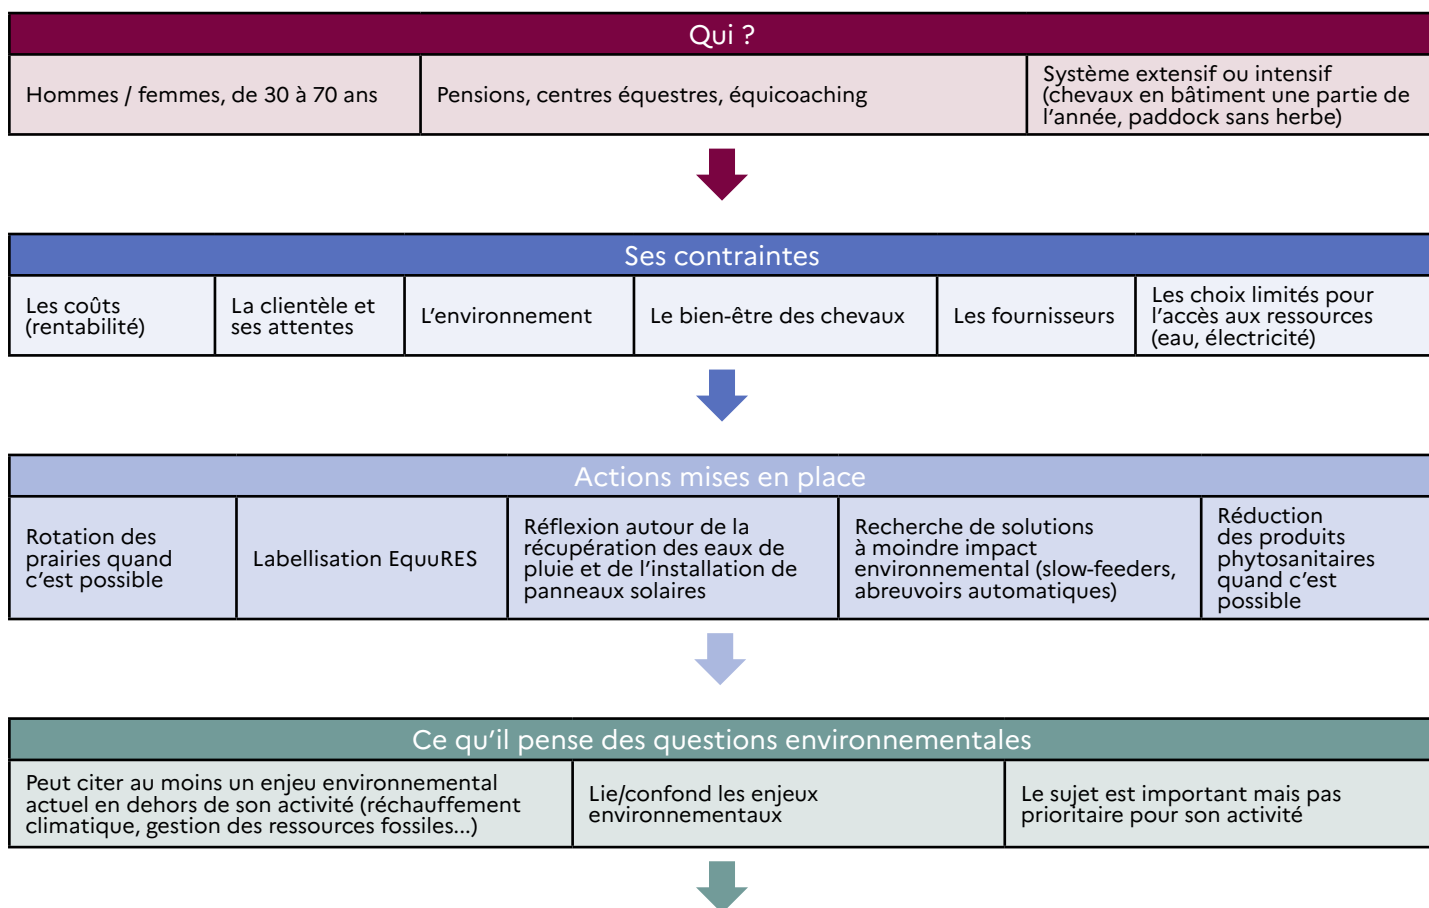 Qui ?
Hommes / femmes, de 30 à 70 ans
Pensions, centres équestres, équicoaching
Système extensif ou intensif
(chevaux en bâtiment une partie de
l'année, paddock sans herbe)
Ses contraintes
Les coûts
(rentabilité)
La clientèle et
ses attentes
L'environnement
Le bien-être des chevaux
Les fournisseurs
Les choix limités pour
l'accès aux ressources
(eau, électricité)
Actions mises en place
Rotation des
prairies quand
c'est possible
Labellisation EquuRES
Réflexion autour de la
récupération des eaux de
pluie et de l'installation de
panneaux solaires
Recherche de solutions
à moindre impact
environnemental (slow-feeders,
abreuvoirs automatiques)
Réduction
des produits
phytosanitaires
quand c'est
possible
Ce qu'il pense des questions environnementales
Peut citer au moins un enjeu environnemental
actuel en dehors de son activité (réchauffement
climatique, gestion des ressources fossiles...)
Lie/confond les enjeux
environnementaux
Le sujet est important mais pas
prioritaire pour son activité